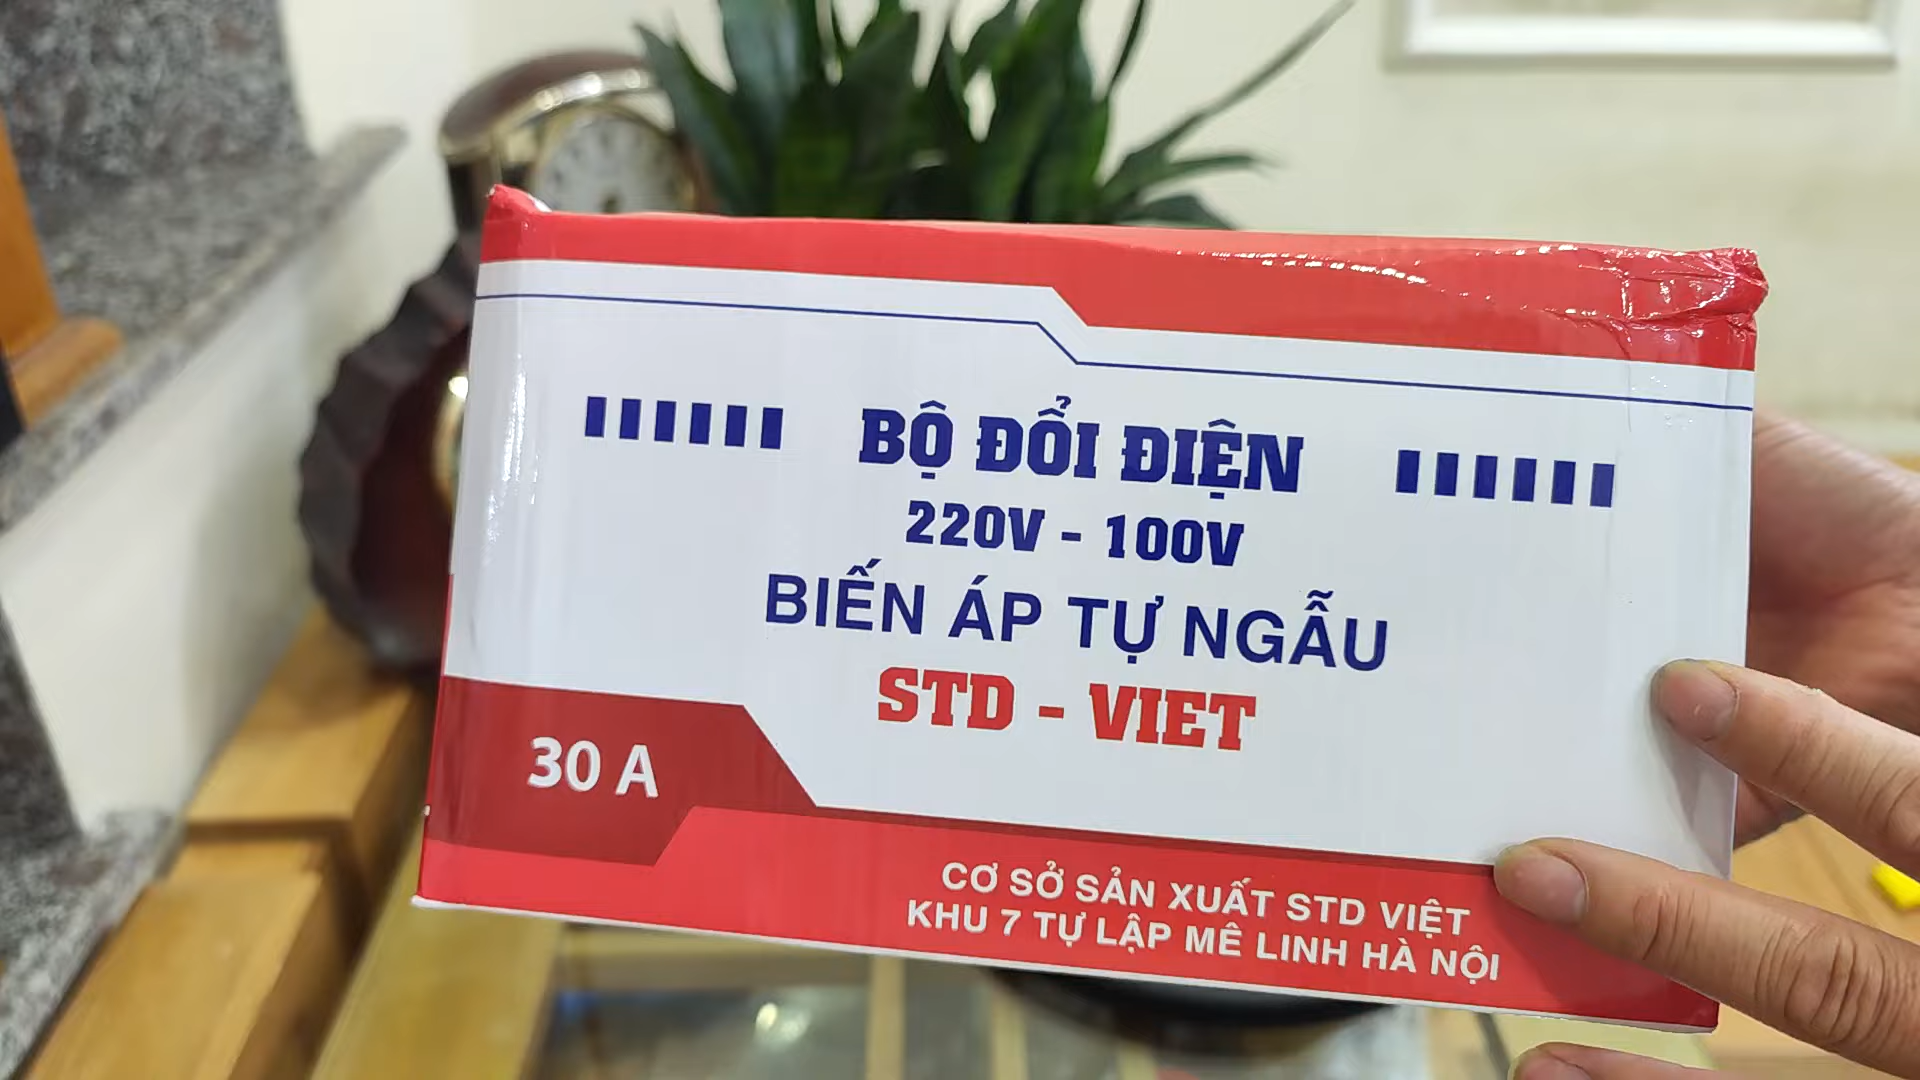 BỘ ĐỔI ĐIỆN
220V - 100V
BIẾN ÁP TỰ NGẪU
STD - VIET
30 A
CƠ SỞ SẢN XUẤT STD VIỆT
KHU 7 TỰ LẬP MÊ LINH HÀ NỘI